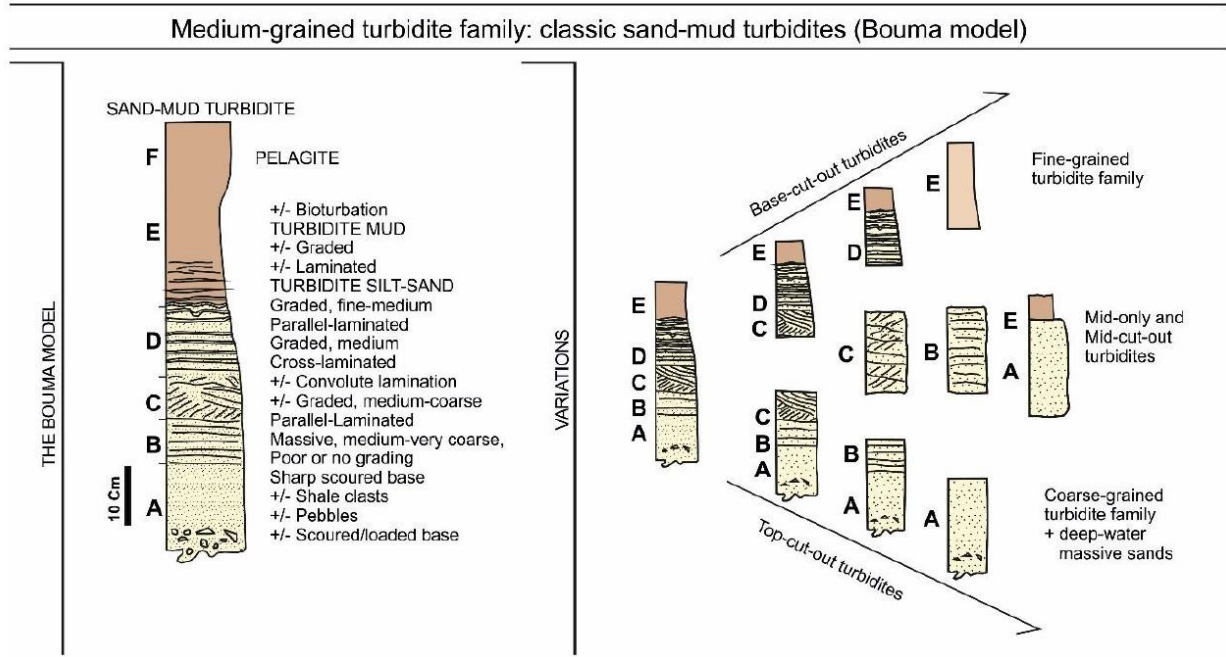 Medium-grained turbidite family: classic sand-mud turbidites (Bouma model)
THE BOUMA MODEL
SAND-MUD TURBIDITE
F
E
D
C
B
A
10 Cm
PELAGITE
+/- Bioturbation
TURBIDITE MUD
+/- Graded
+/- Laminated
TURBIDITE SILT-SAND
Graded, fine-medium
Parallel-laminated
Graded, medium
Cross-laminated
+/- Convolute lamination
+/- Graded, medium-coarse
Parallel-Laminated
Massive, medium-very coarse,
Poor or no grading
Sharp scoured base
+/- Shale clasts
+/- Pebbles
+/- Scoured/loaded base
VARIATIONS
E
D
C
B
A
Base-cut-out turbidites
E
D
C
E
D
E
Fine-grained
turbidite family
C
B
E
A
Mid-only and
Mid-cut-out
turbidites
C
B
A
B
A
A
Coarse-grained
turbidite family
+ deep-water
massive sands
Top-cut-out turbidites